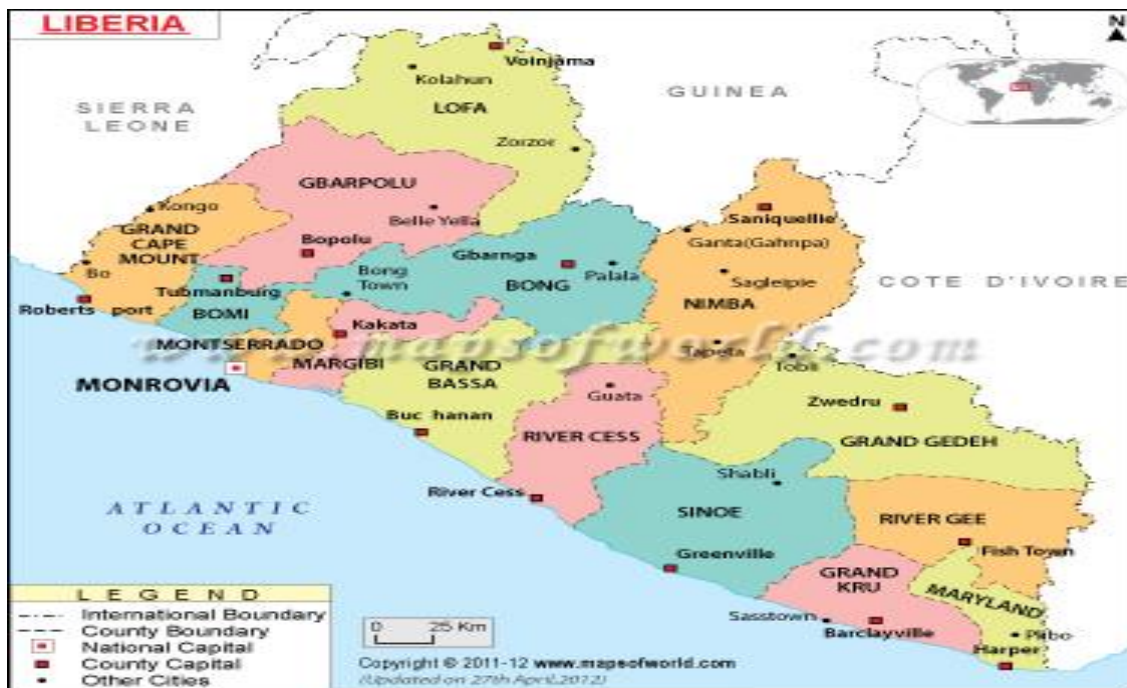 LIBERIA
N
Voinjama
Kolahun
GUINEA
SIERRA
LEONE
LOFA
Zorzor
GBARPOLU
Kongo
Belle Yella
Saniquellie
GRAND
CAPE
MOUNT
Bopolu
Gbarnga
Ganta(Gahnpa)
Bo
Bong
Town
BONG
Palala
Sagleipie
COTE D'IVOIRE
Tubmanburg
NIMBA
Roberts port
BOMI
Kakata
MONTSERRADO
www.mapsofworld.com
Tapeta
Tobli
MARGIBI
GRAND
BASSA
MONROVIA
Guata
Zwedru
Buc hanan
RIVER CESS
GRAND GEDEH
Shabli
River Cess
ATLANTIC
OCEAN
SINOE
RIVER GEE
Greenville
Fish Town
GRAND
KRU
MARYLAND
Sasstown
Barclayville
Plibo
Harper
LEGEND
International Boundary
County Boundary
National Capital
County Capital
Other Cities
0 25 Km
Copyright © 2011-12 www.mapsofworld.com
(Updated on 27th April,2012)